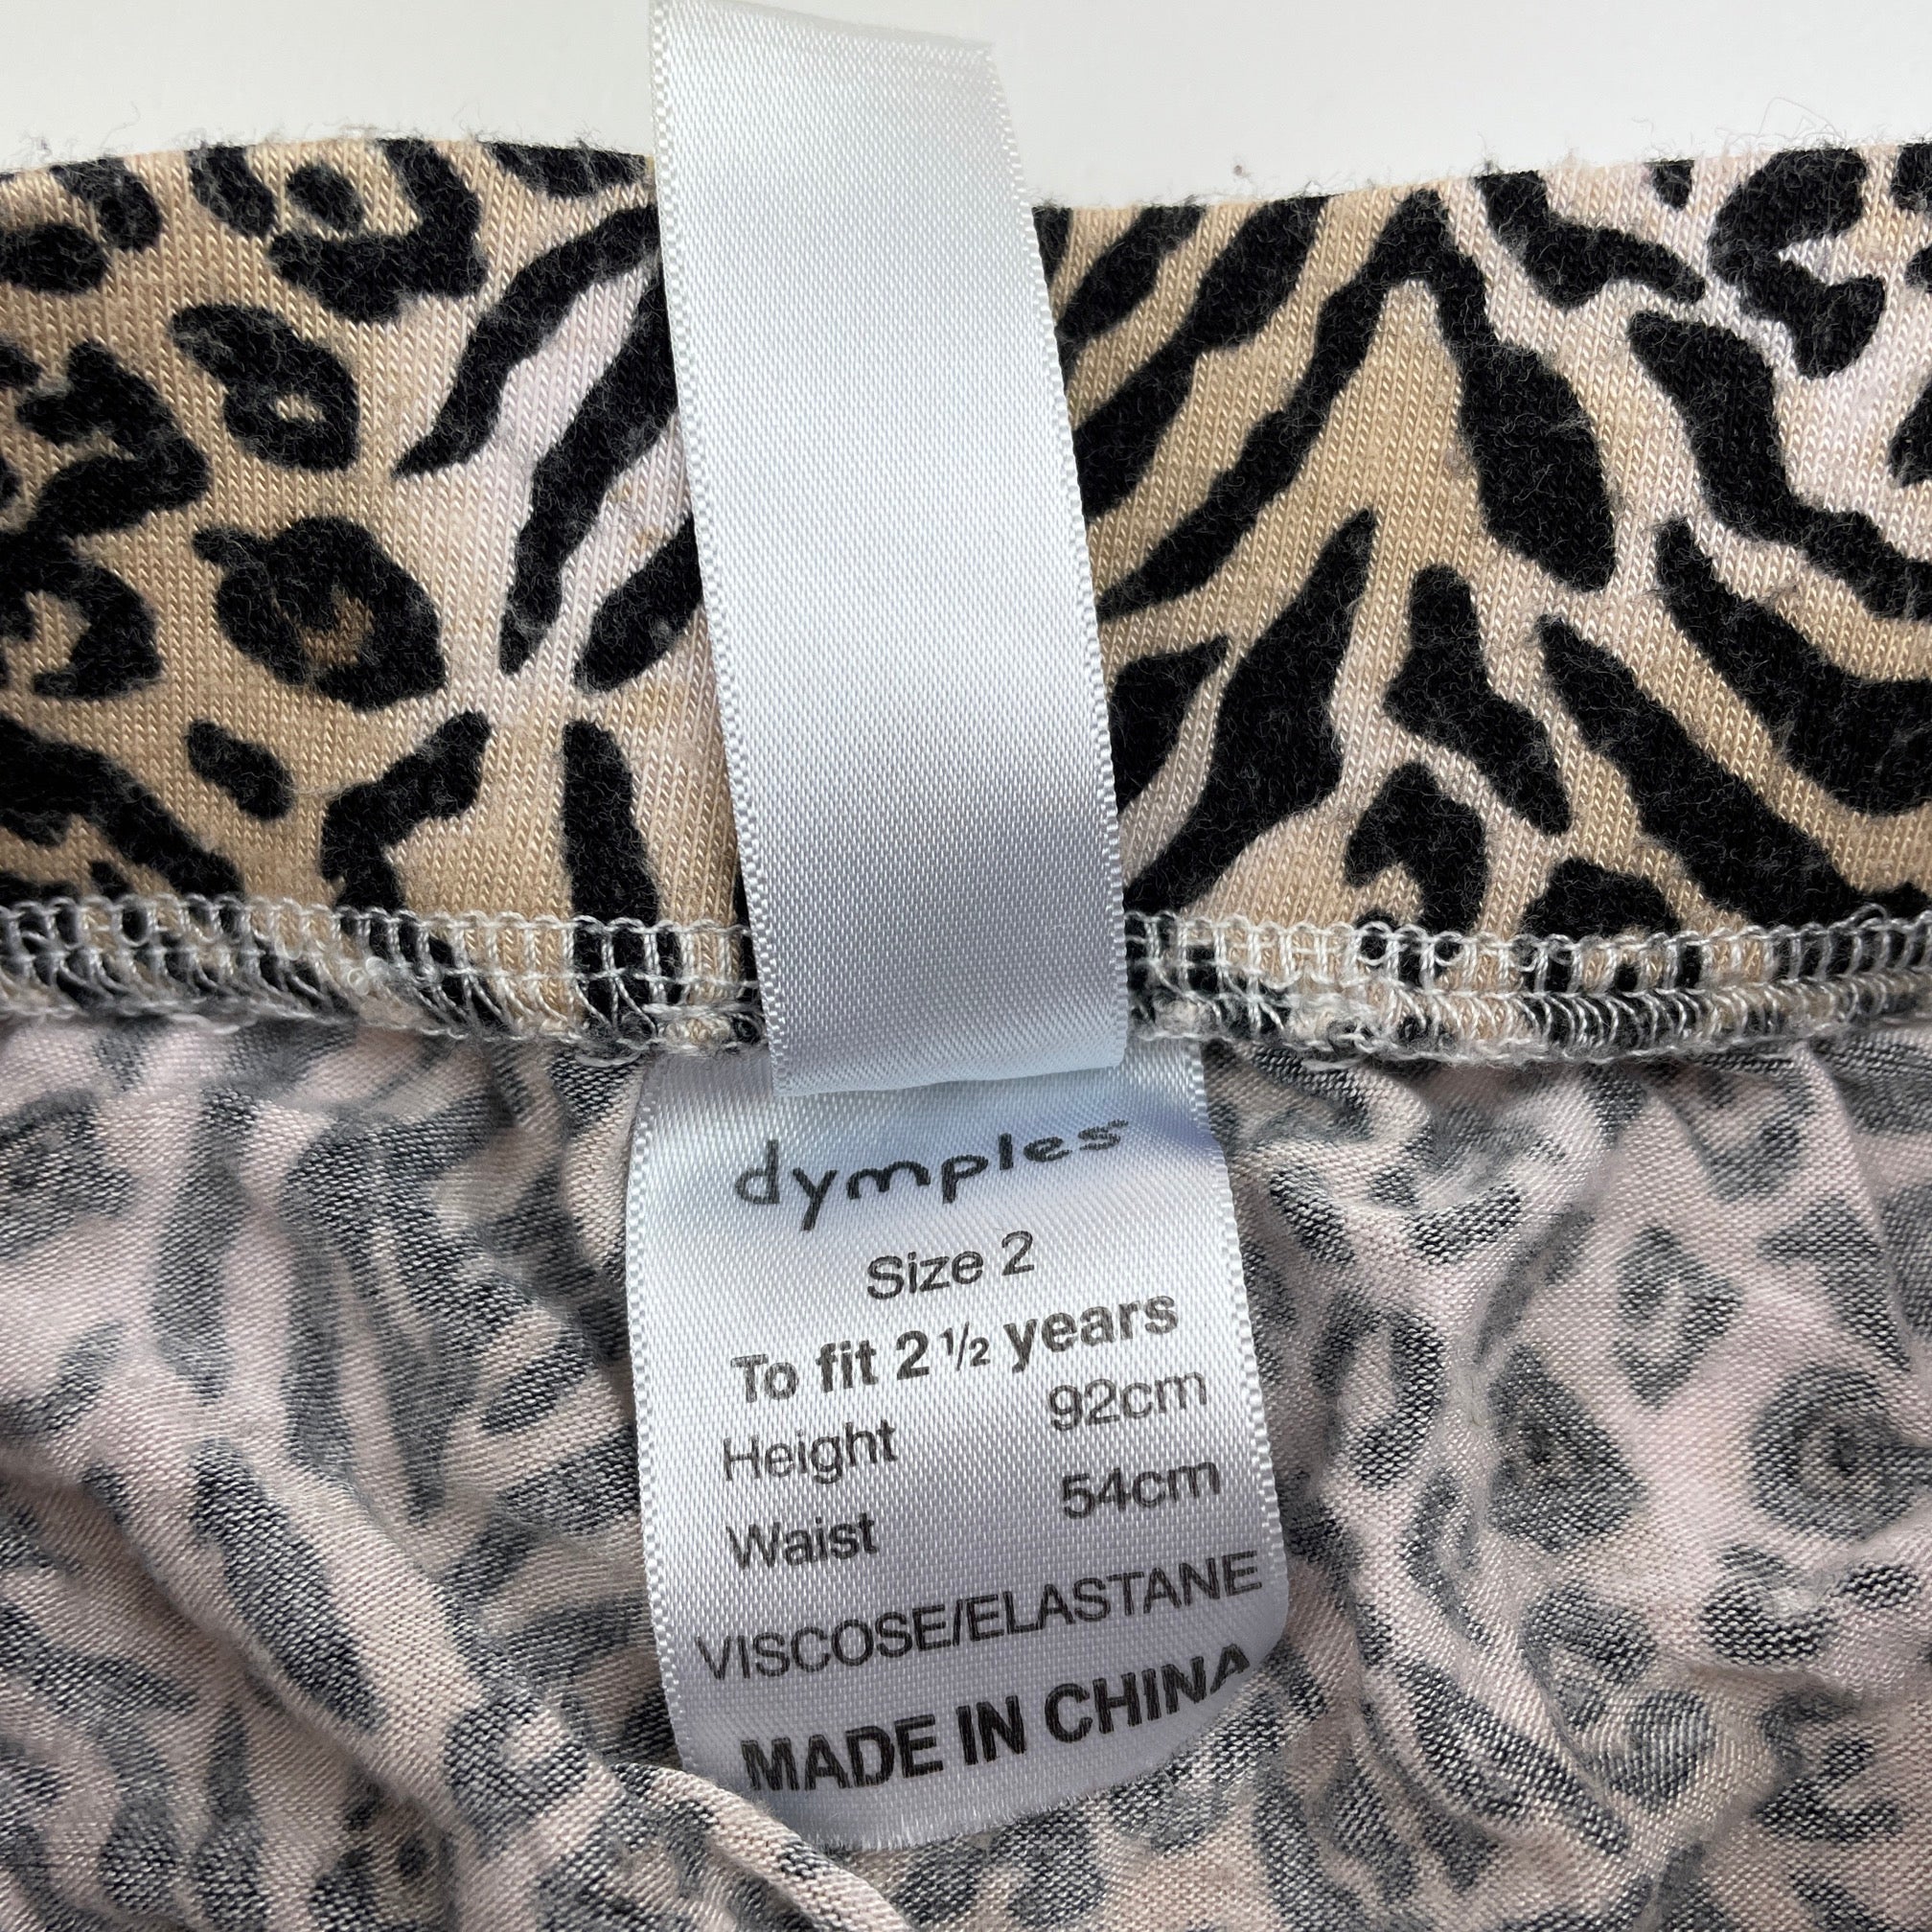 dymples
Size 2
To fit 2 1/2 years
Height 92cm
Waist 54cm
VISCOSE/ELASTANE
MADE IN CHINA